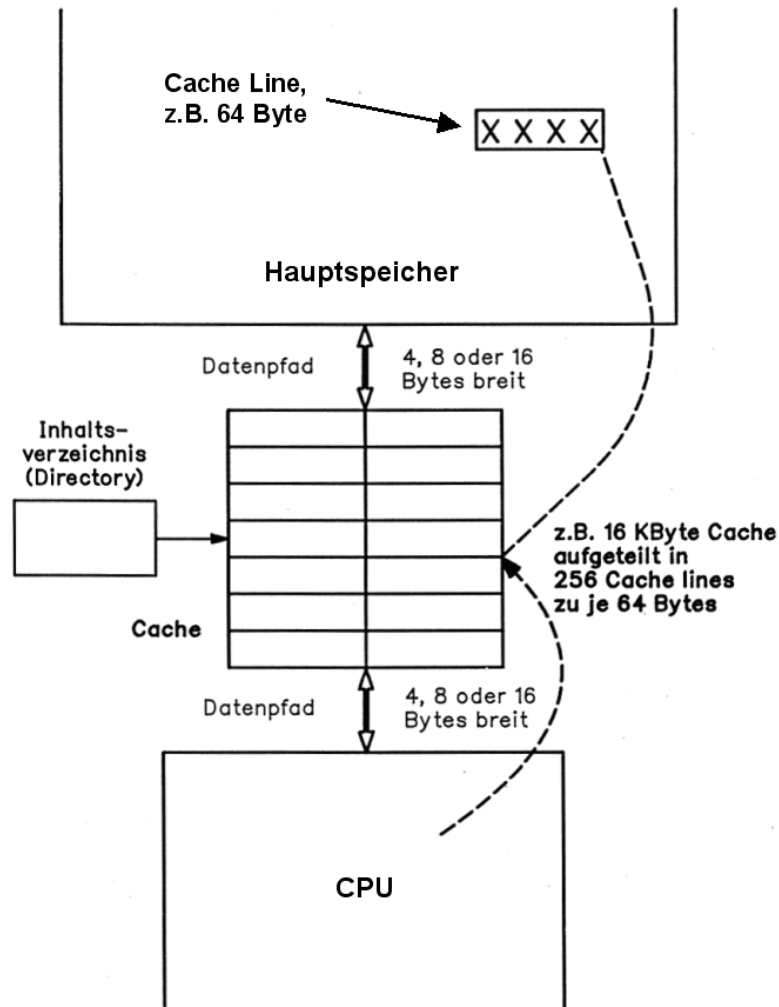 Cache Line,
z.B. 64 Byte
X X X X
Hauptspeicher
Datenpfad
4, 8 oder 16
Bytes breit
Inhalts-
verzeichnis
(Directory)
z.B. 16 KByte Cache
aufgeteilt in
256 Cache lines
zu je 64 Bytes
Cache
Datenpfad
4, 8 oder 16
Bytes breit
CPU